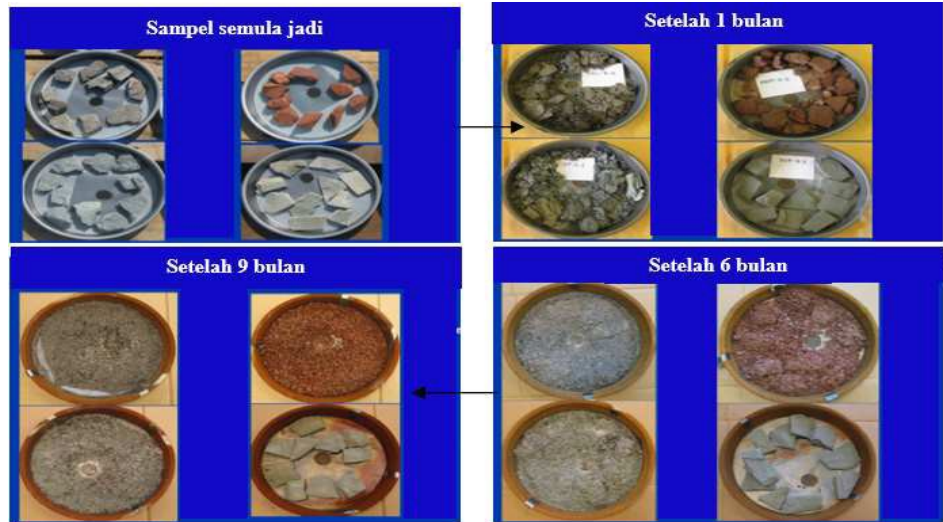 Sampel semula jadi
Setelah 1 bulan
Setelah 9 bulan
Setelah 6 bulan